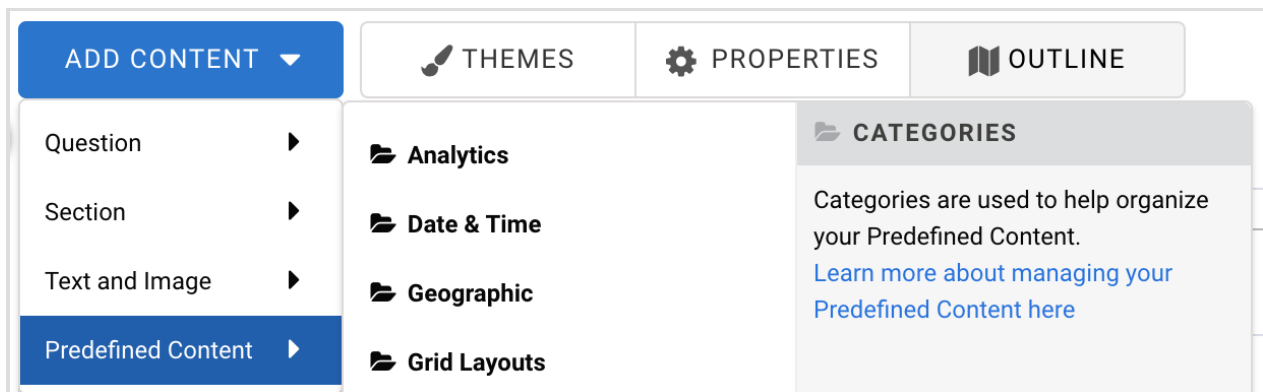 ADD CONTENT
THEMES
PROPERTIES
OUTLINE
Question
Section
Text and Image
Predefined Content
Analytics
Date & Time
Geographic
Grid Layouts
CATEGORIES
Categories are used to help organize
your Predefined Content.
Learn more about managing your
Predefined Content here